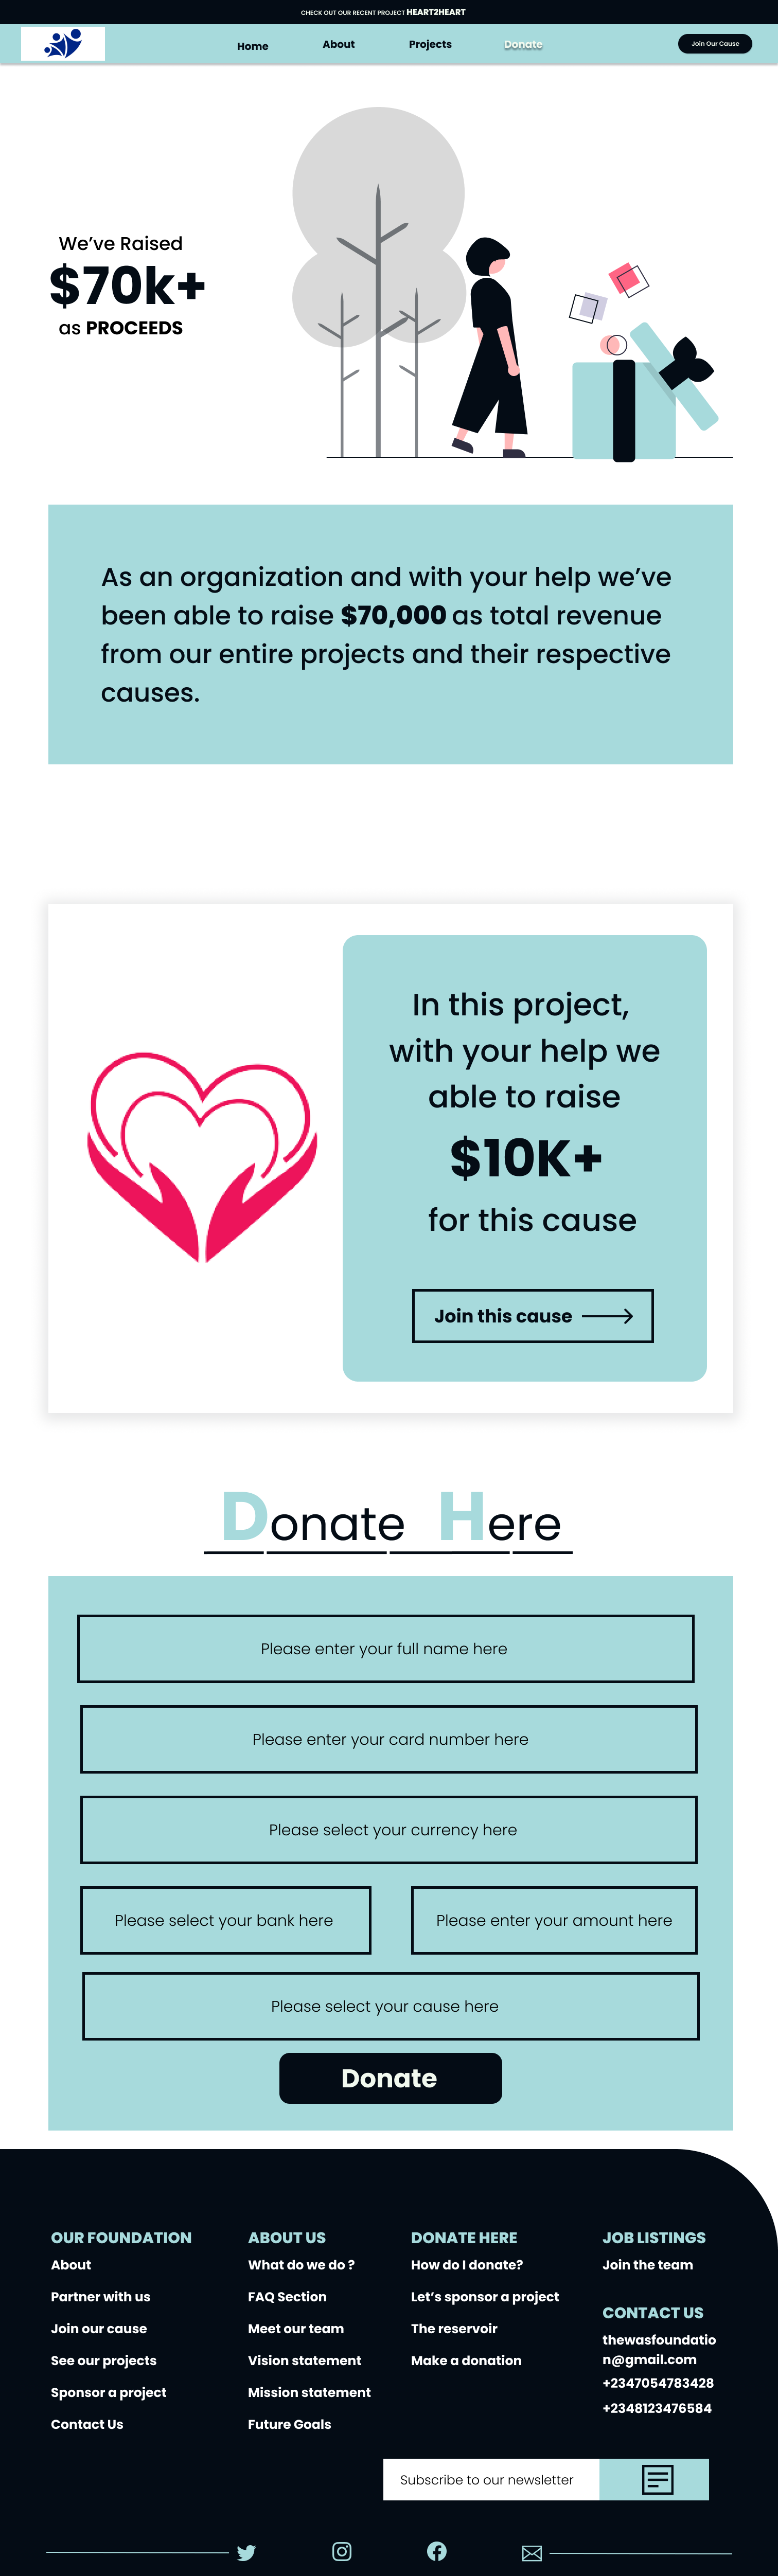 CHECK OUT OUR RECENT PROJECT HEART2HEART
Home
About
Projects
Donate
Join Our Cause
We’ve Raised
$70k+
as PROCEEDS
As an organization and with your help we’ve
been able to raise $70,000 as total revenue
from our entire projects and their respective
causes.
In this project,
with your help we
able to raise
$10K+
for this cause
Join this cause
Donate Here
Please enter your full name here
Please enter your card number here
Please select your currency here
Please select your bank here
Please enter your amount here
Please select your cause here
Donate
OUR FOUNDATION
About
Partner with us
Join our cause
See our projects
Sponsor a project
Contact Us
ABOUT US
What do we do ?
FAQ Section
Meet our team
Vision statement
Mission statement
Future Goals
DONATE HERE
How do I donate?
Let’s sponsor a project
The reservoir
Make a donation
JOB LISTINGS
Join the team
CONTACT US
thewasfoundatio
n@gmail.com
+2347054783428
+2348123476584
Subscribe to our newsletter